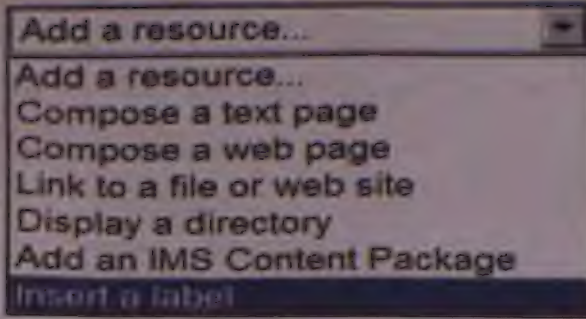 Add a resource...
Add a resource...
Compose a text page
Compose a web page
Link to a file or web site
Display a directory
Add an IMS Content Package
Insert a label